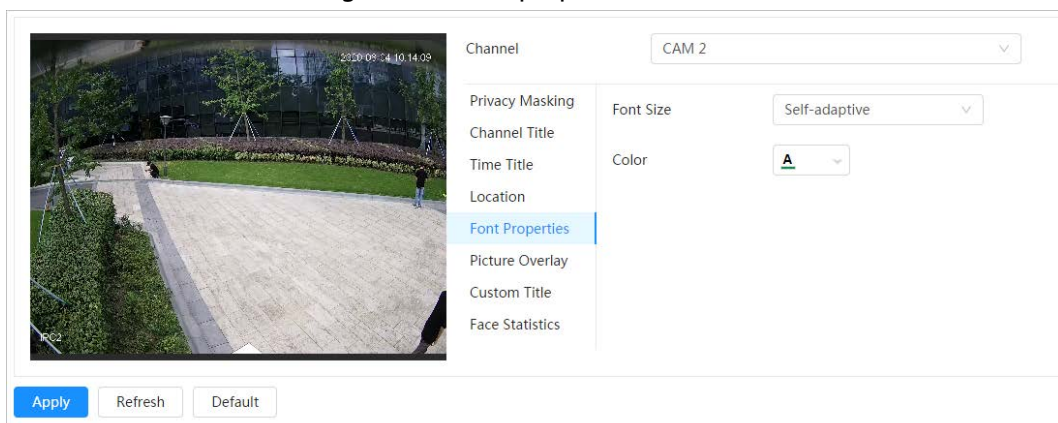 Channel
CAM 2
2020-09-04 10:14:09
Privacy Masking
Font Size
Self-adaptive
Channel Title
Time Title
Color
A
Location
Font Properties
Picture Overlay
Custom Title
Face Statistics
IPC2
Apply
Refresh
Default